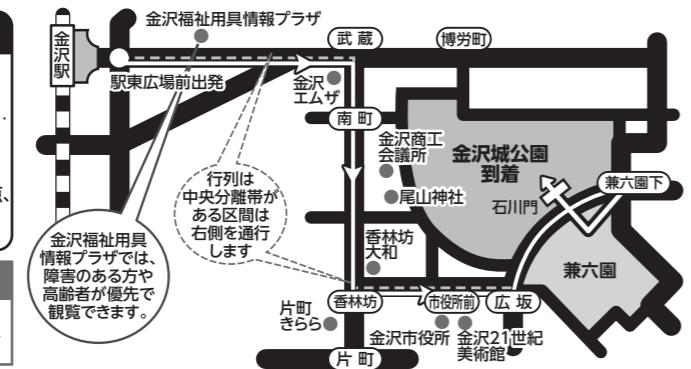 金沢福祉用具情報プラザ
武蔵
博労町
金沢駅
駅東広場前出発
金沢
エムザ
南町
金沢商工
会議所
金沢城公園
到着
兼六園下
行列は
中央分離帯が
ある区間は
右側を通行
します
尾山神社
石川門
金沢福祉用具
情報プラザでは、
障害のある方や
高齢者が優先で
観覧できます。
香林坊
大和
兼六園
香林坊
市役所前
広坂
片町
きらら
金沢市役所
金沢21世紀
美術館
片町